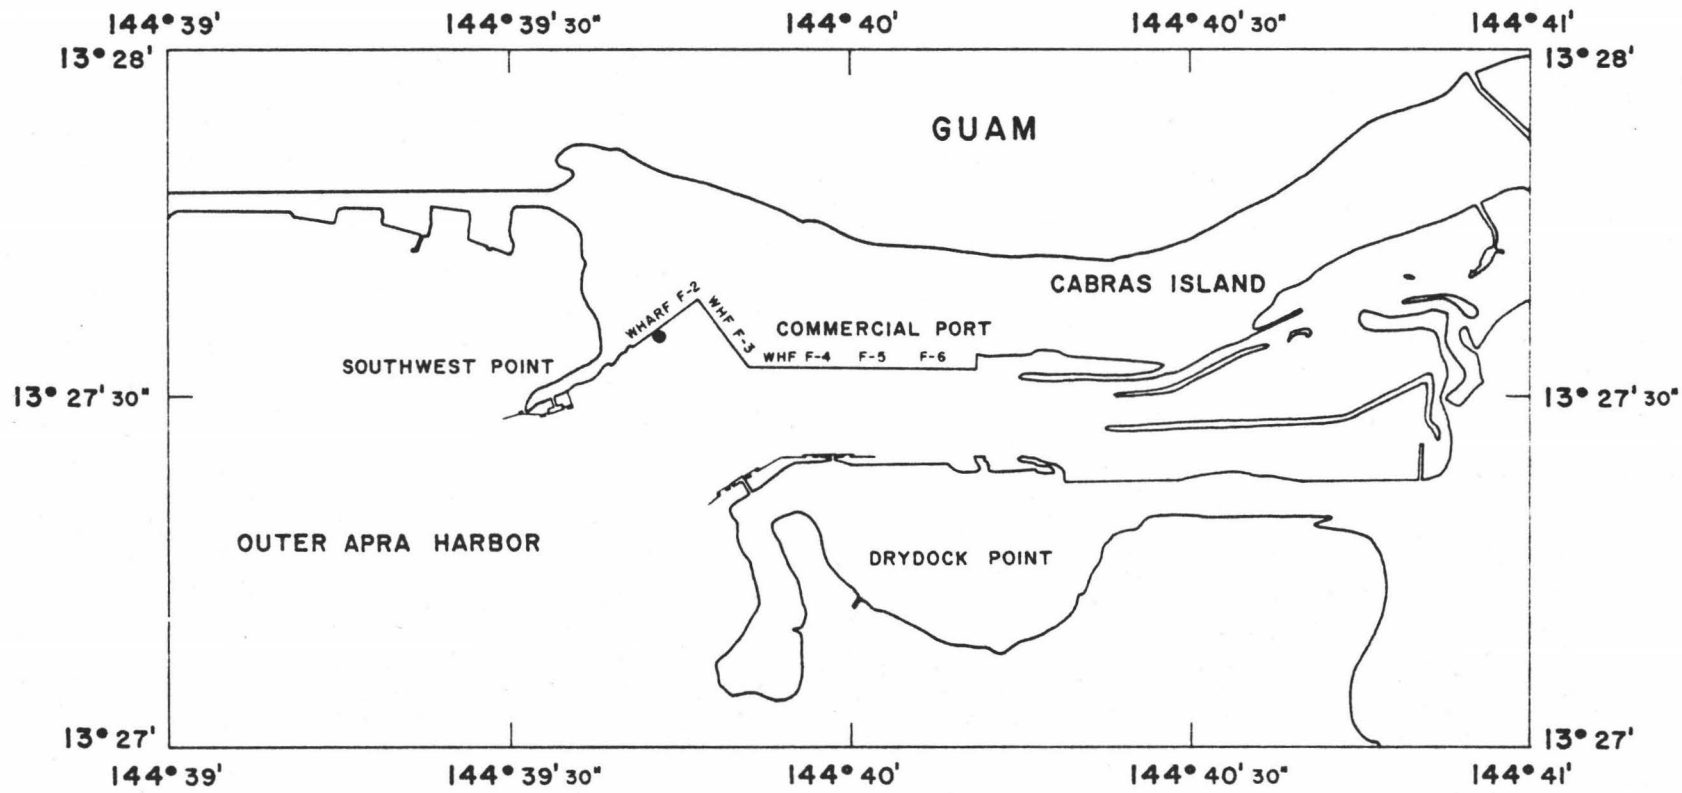 144° 39' 144° 39' 30" 144° 40' 144° 40' 30" 144° 41'
13° 28' 13° 28'
GUAM
CABRAS ISLAND
WHARF F-2 WHF F-3 COMMERCIAL PORT
WHF F-4 F-5 F-6
SOUTHWEST POINT
13° 27' 30" 13° 27' 30"
OUTER APRA HARBOR
DRYDOCK POINT
13° 27' 13° 27'
144° 39' 144° 39' 30" 144° 40' 144° 40' 30" 144° 41'